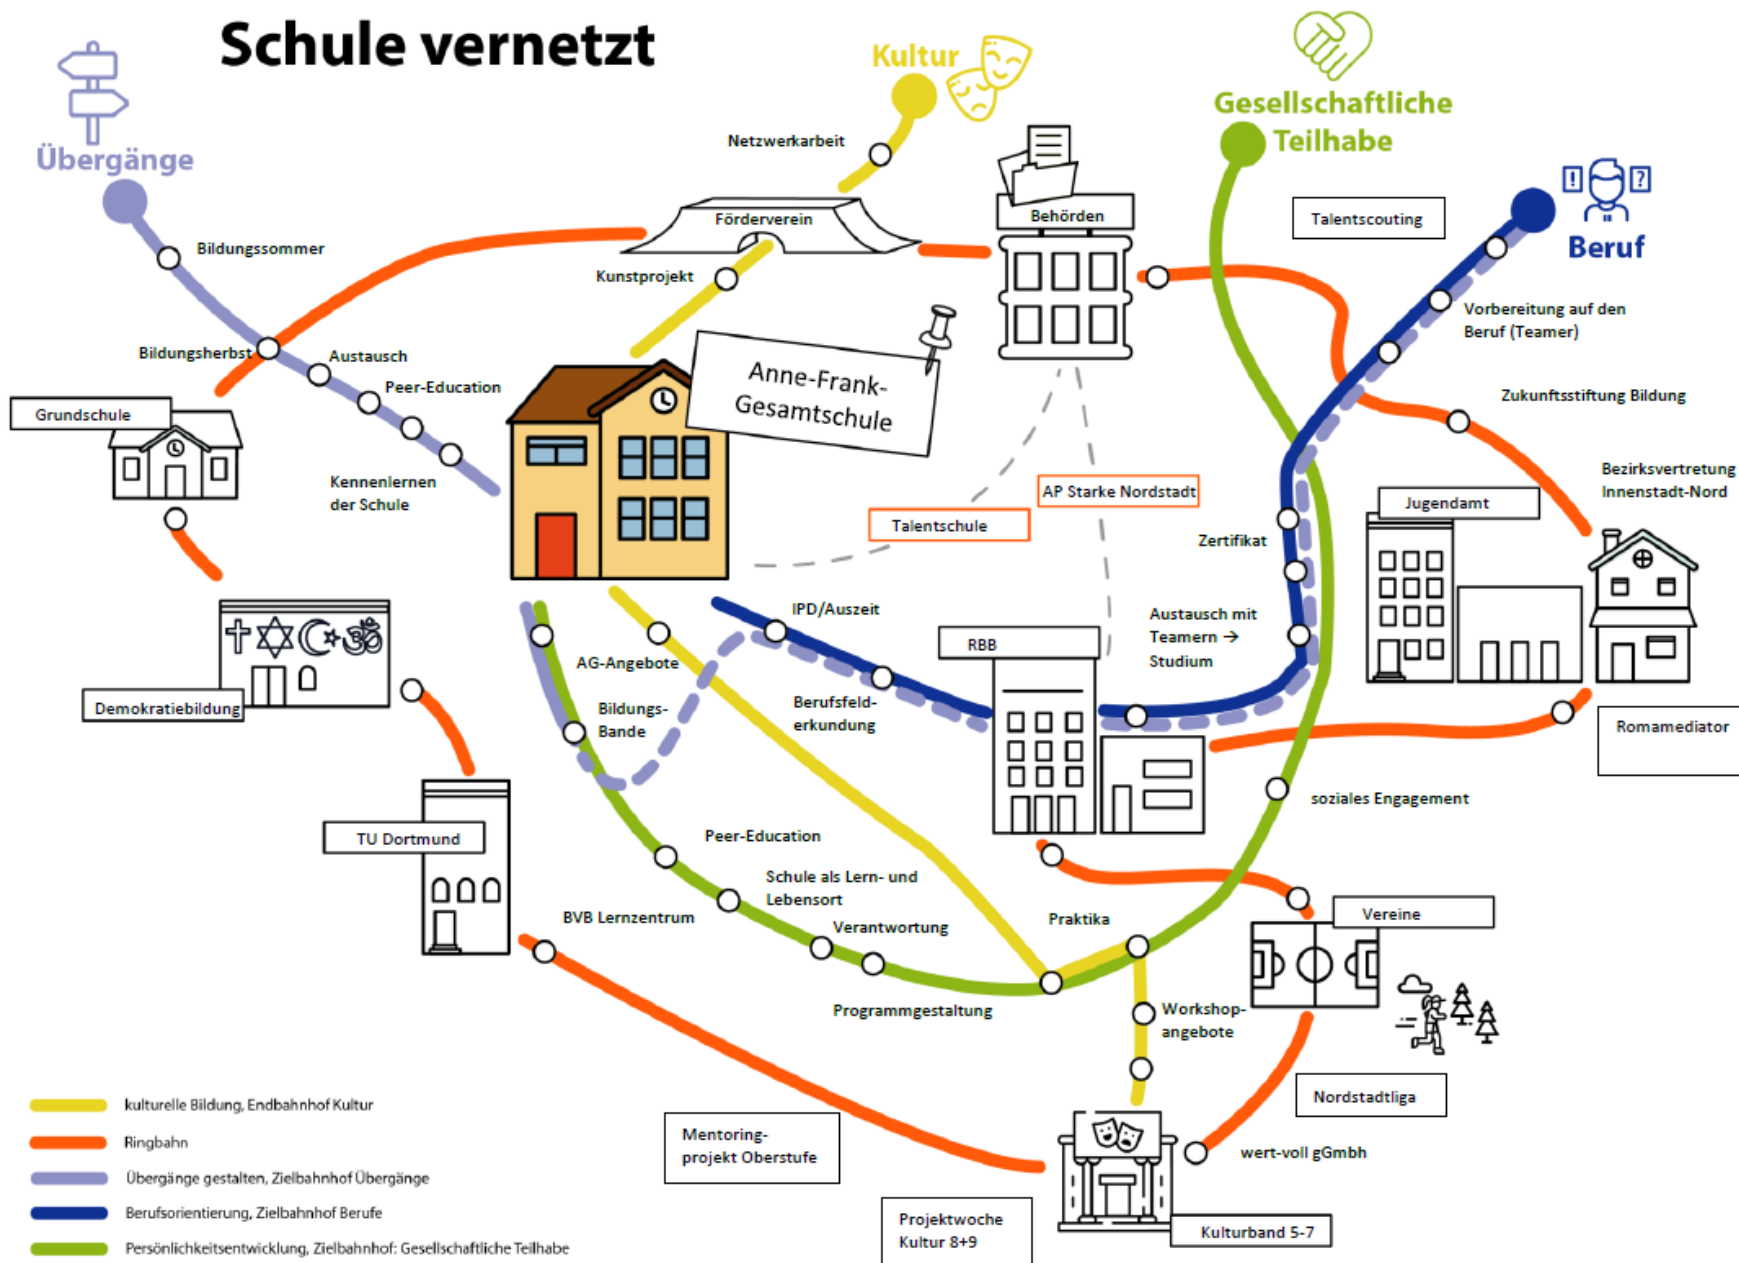 Schule vernetzt
Übergänge
Kultur
Gesellschaftliche
Teilhabe
!
?
Beruf
Netzwerkarbeit
Förderverein
Behörden
Talentscouting
Bildungssommer
Kunstprojekt
Vorbereitung auf den
Beruf (Teamer)
Bildungsherbst
Austausch
Peer-Education
Grundschule
Anne-Frank-
Gesamtschule
Zukunftsstiftung Bildung
Kennenlernen
der Schule
AP Starke Nordstadt
Talentschule
Bezirksvertretung
Innenstadt-Nord
Jugendamt
Zertifikat
IPD/Auszeit
Austausch mit
Teamern →
Studium
RBB
AG-Angebote
Demokratiebildung
Bildungs-
Bande
Berufsfeld-
erkundung
Romamediator
soziales Engagement
TU Dortmund
Peer-Education
Schule als Lern- und
Lebensort
BVB Lernzentrum
Verantwortung
Praktika
Vereine
Programmgestaltung
Workshop-
angebote
Nordstadtliga
Mentoring-
projekt Oberstufe
wert-voll gGmbh
Projektwoche
Kultur 8+9
Kulturband 5-7
kulturelle Bildung, Endbahnhof Kultur
Ringbahn
Übergänge gestalten, Zielbahnhof Übergänge
Berufsorientierung, Zielbahnhof Berufe
Persönlichkeitsentwicklung, Zielbahnhof: Gesellschaftliche Teilhabe